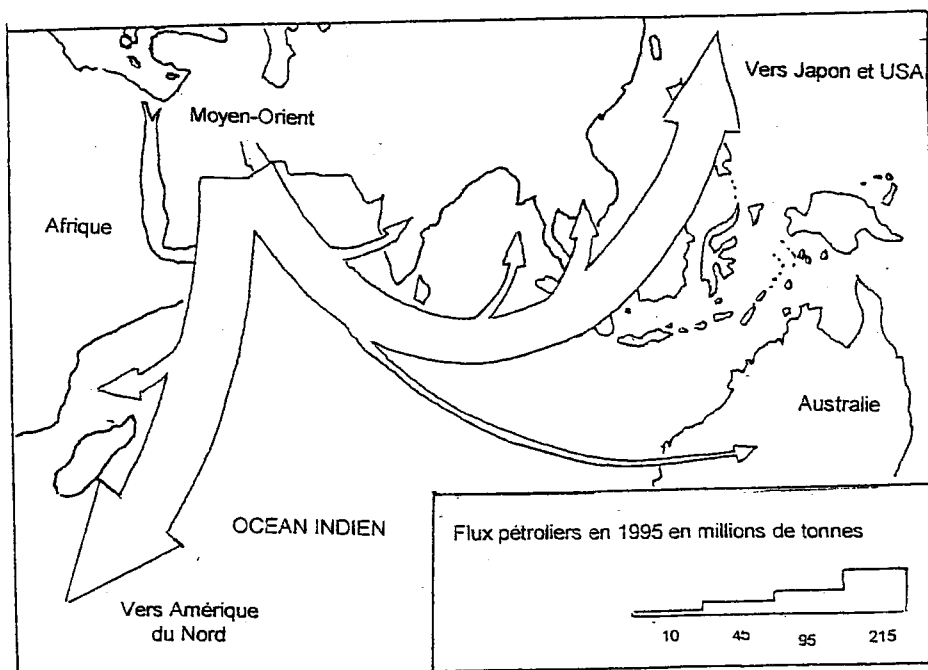 Vers Japon et USA
Moyen-Orient
Afrique
Australie
OCEAN INDIEN
Vers Amérique
du Nord
Flux pétroliers en 1995 en millions de tonnes
10 45 95 215